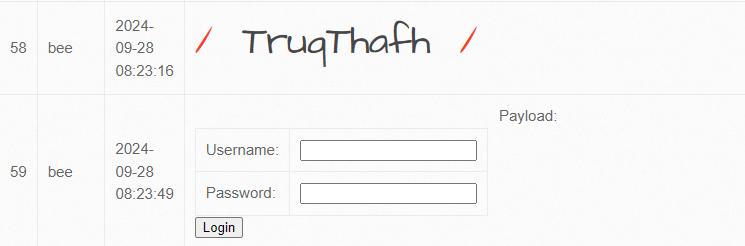 58 bee 2024-
09-28
08:23:16
/ TruqThafh /
59 bee 2024-
09-28
08:23:49
Payload:
Username:
Password:
Login